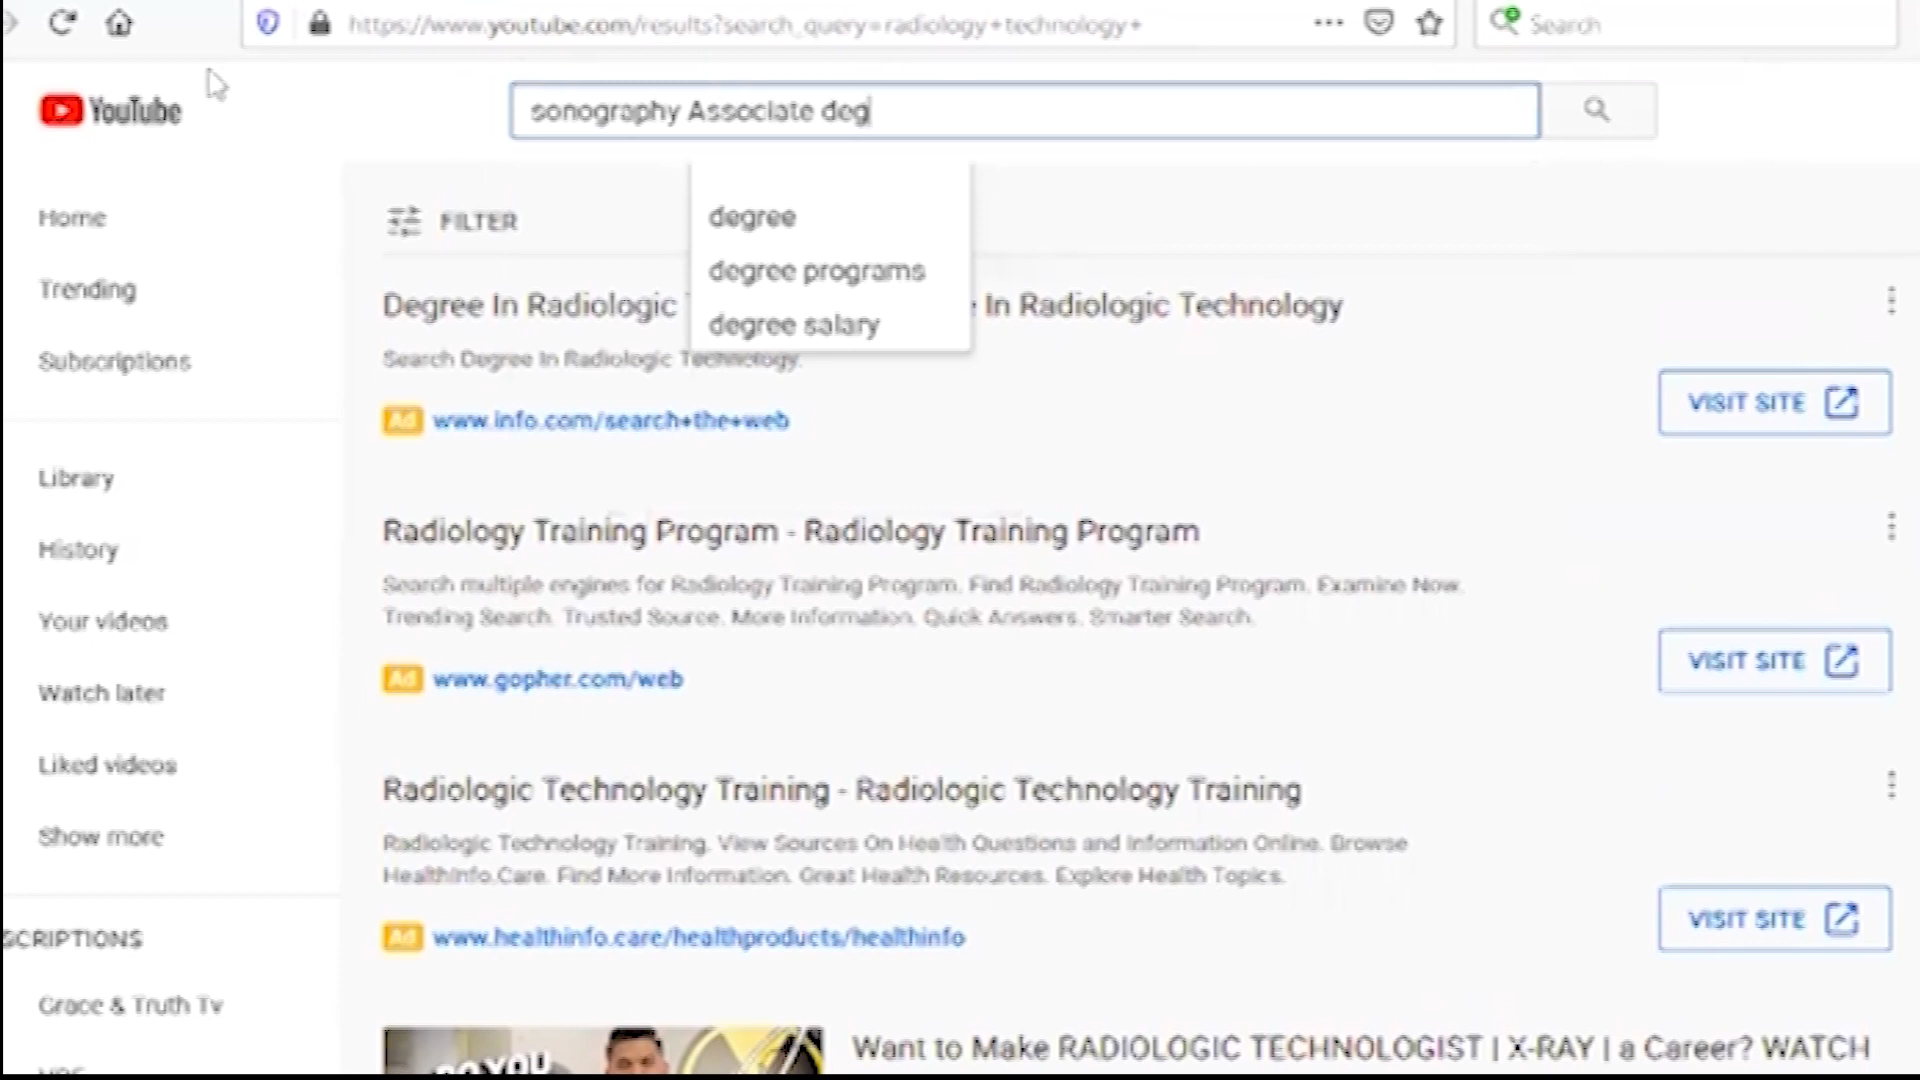 https://www.youtube.com/results?search_query=radiology+technology+
Search
YouTube
sonography Associate deg
Home
Trending
Subscriptions
Library
History
Your videos
Watch later
Liked videos
Show more
SCRIPTIONS
Grace & Truth Tv
FILTER
degree
degree programs
degree salary
Degree In Radiologic
In Radiologic Technology
Search Degree In Radiologic Technology.
Ad www.info.com/search+the+web
VISIT SITE
Radiology Training Program - Radiology Training Program
Search multiple engines for Radiology Training Program. Find Radiology Training Program. Examine Now.
Trending Search. Trusted Source. More Information. Quick Answers. Smarter Search.
Ad www.gopher.com/web
VISIT SITE
Radiologic Technology Training - Radiologic Technology Training
Radiologic Technology Training. View Sources On Health Questions and Information Online. Browse
HealthInfo.Care. Find More Information. Great Health Resources. Explore Health Topics.
Ad www.healthinfo.care/healthproducts/healthinfo
VISIT SITE
YOU
Want to Make RADIOLOGIC TECHNOLOGIST | X-RAY | a Career? WATCH